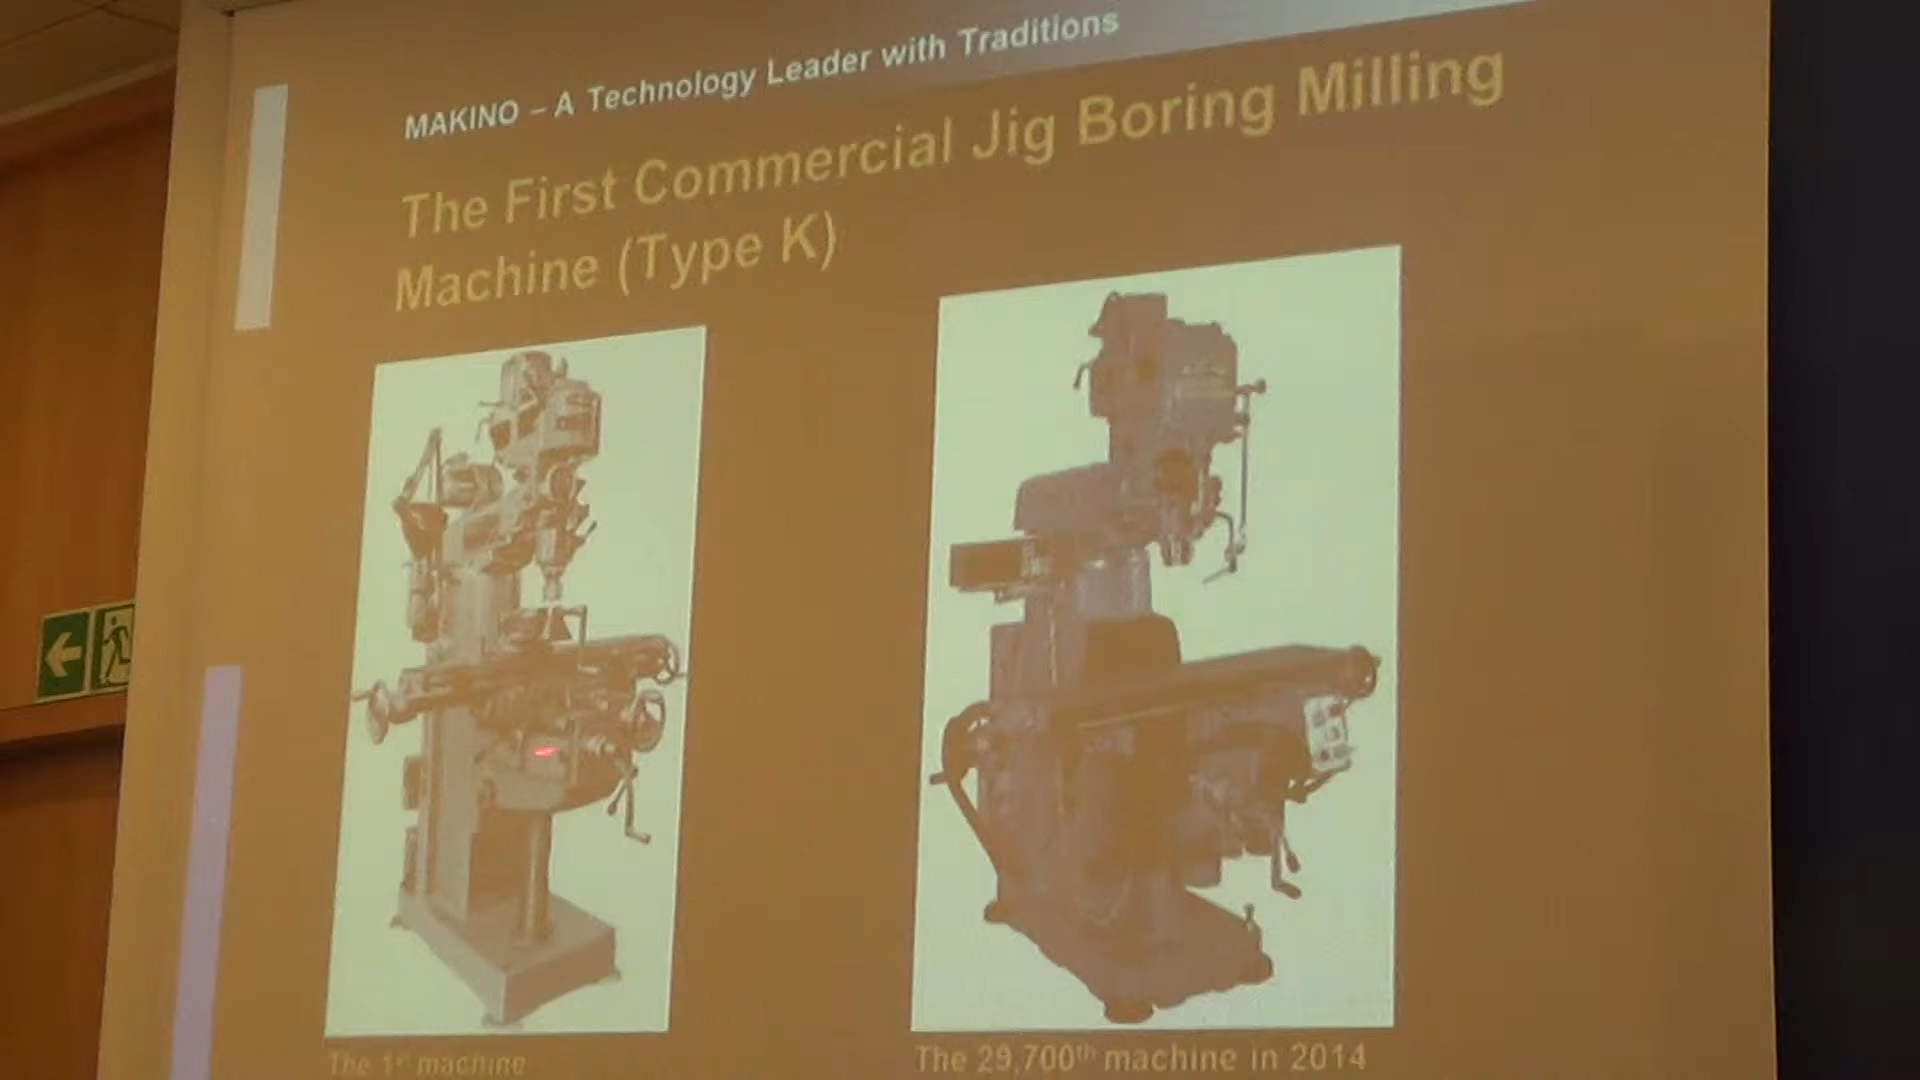 MAKINO – A Technology Leader with Traditions
The First Commercial Jig Boring Milling
Machine (Type K)
The 1st machine
The 29,700th machine in 2014